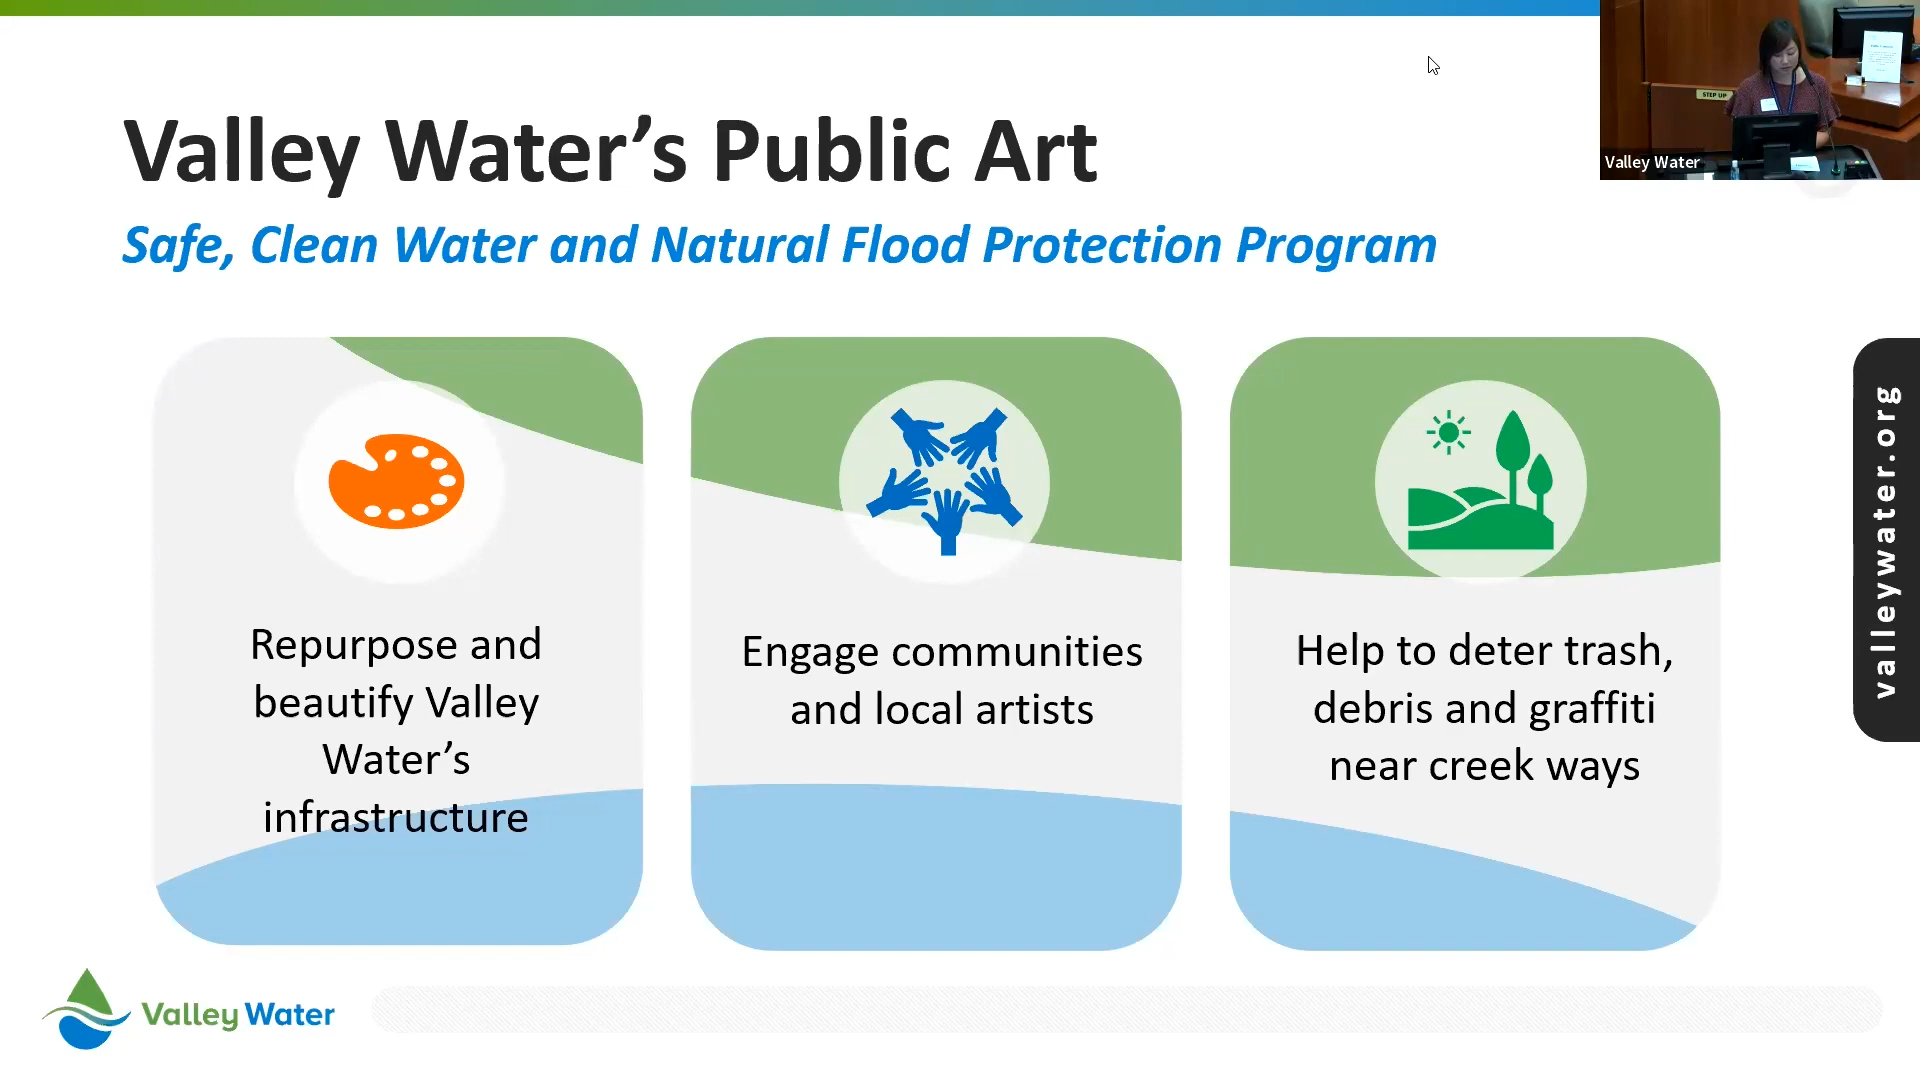 Valley Water’s Public Art
Safe, Clean Water and Natural Flood Protection Program
STEP UP
Valley Water
Repurpose and
beautify Valley
Water’s
infrastructure
Engage communities
and local artists
Help to deter trash,
debris and graffiti
near creek ways
valleywater.org
Valley Water